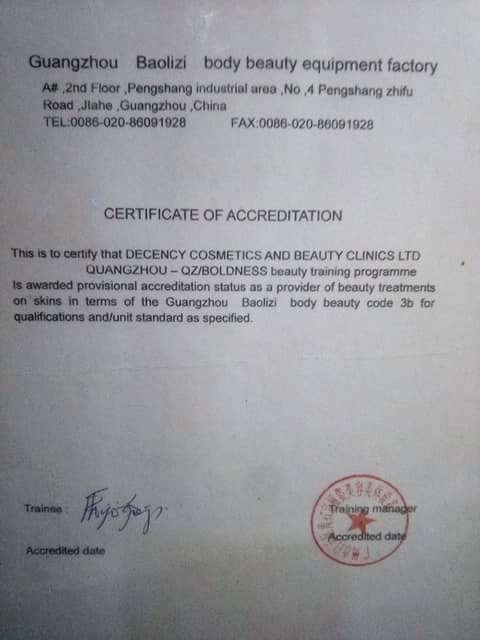 Guangzhou Baolizi body beauty equipment factory
A# ,2nd Floor ,Pengshang industrial area ,No ,4 Pengshang zhifu
Road ,Jiahe ,Guangzhou ,China
TEL:0086-020-86091928 FAX:0086-020-86091928
CERTIFICATE OF ACCREDITATION
This is to certify that DECENCY COSMETICS AND BEAUTY CLINICS LTD
QUANGZHOU – QZ/BOLDNESS beauty training programme
Is awarded provisional accreditation status as a provider of beauty treatments
on skins in terms of the Guangzhou Baolizi body beauty code 3b for
qualifications and/unit standard as specified.
Trainee :
Training manager
Accredited date
Accredited date